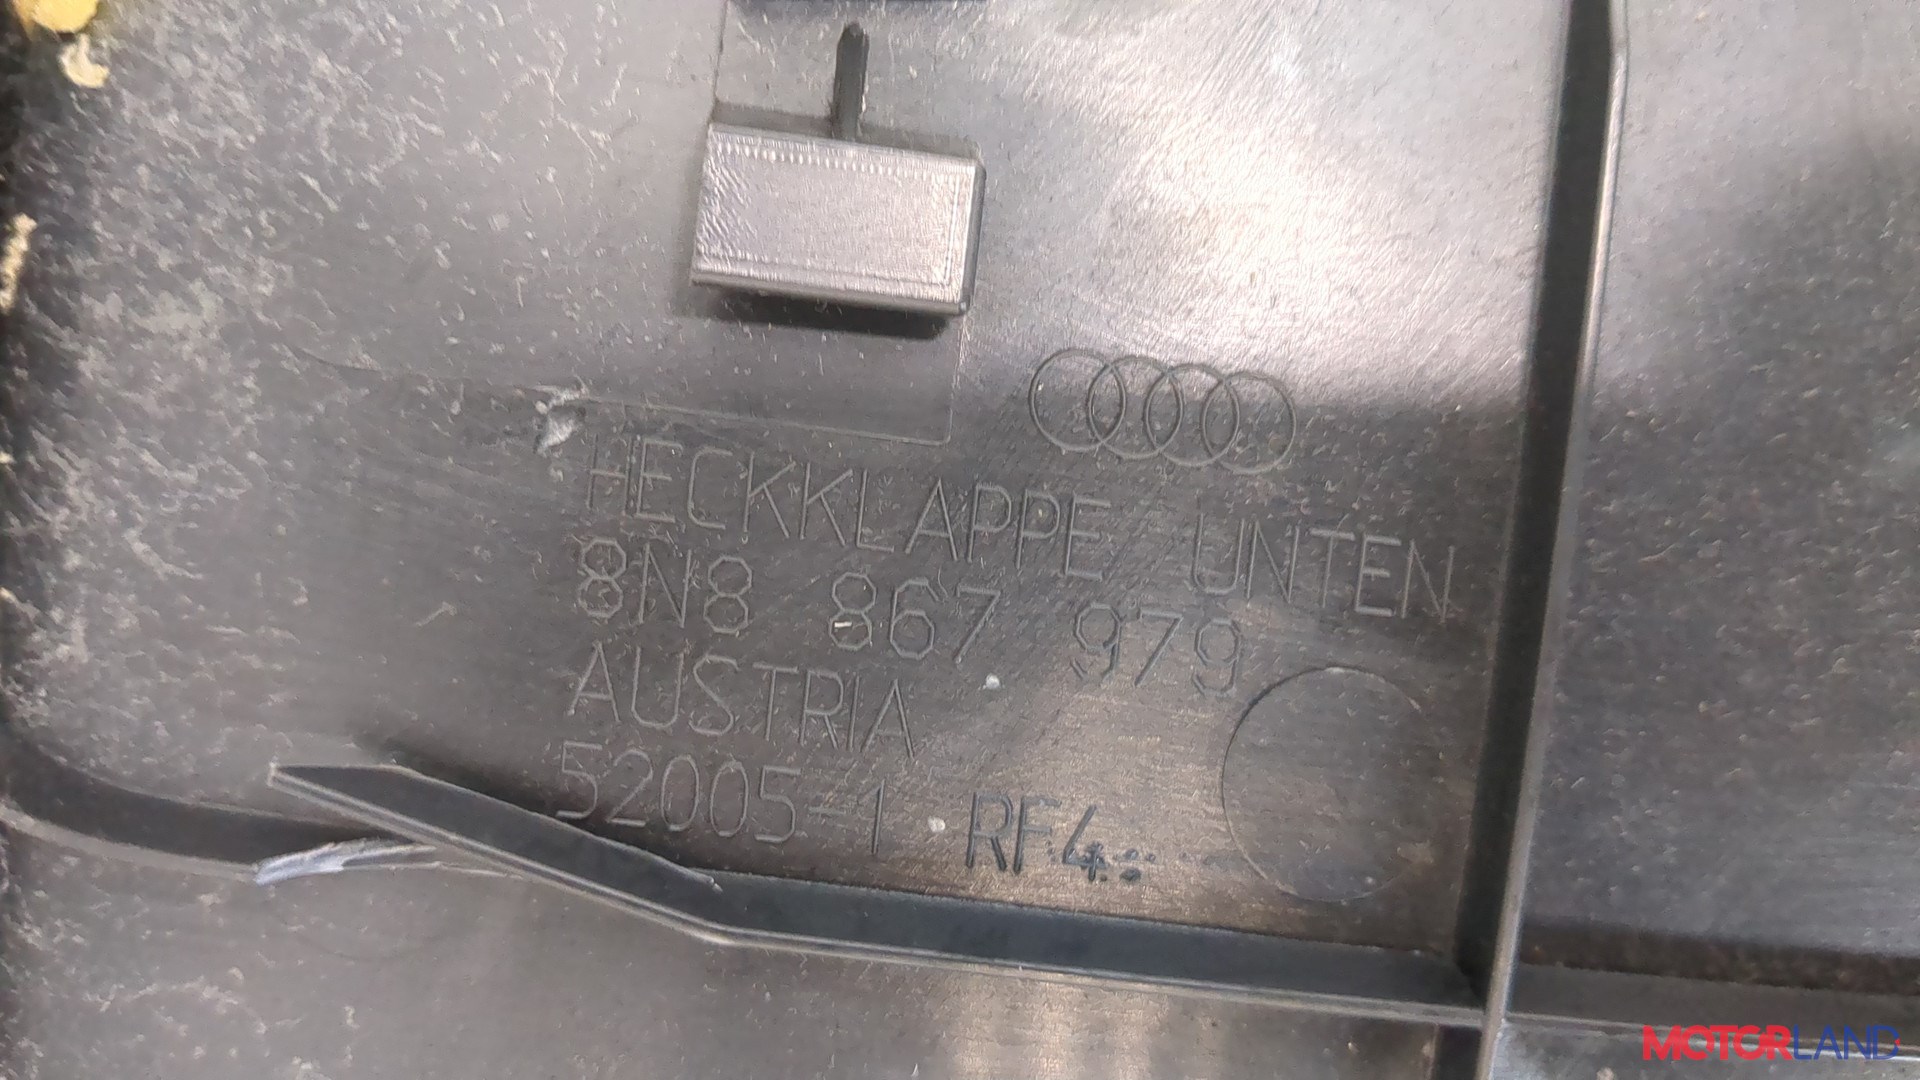 HECKKLAPPE UNTEN
8N8 867 979
AUSTRIA
52005-1 RF4
MOTORLAND